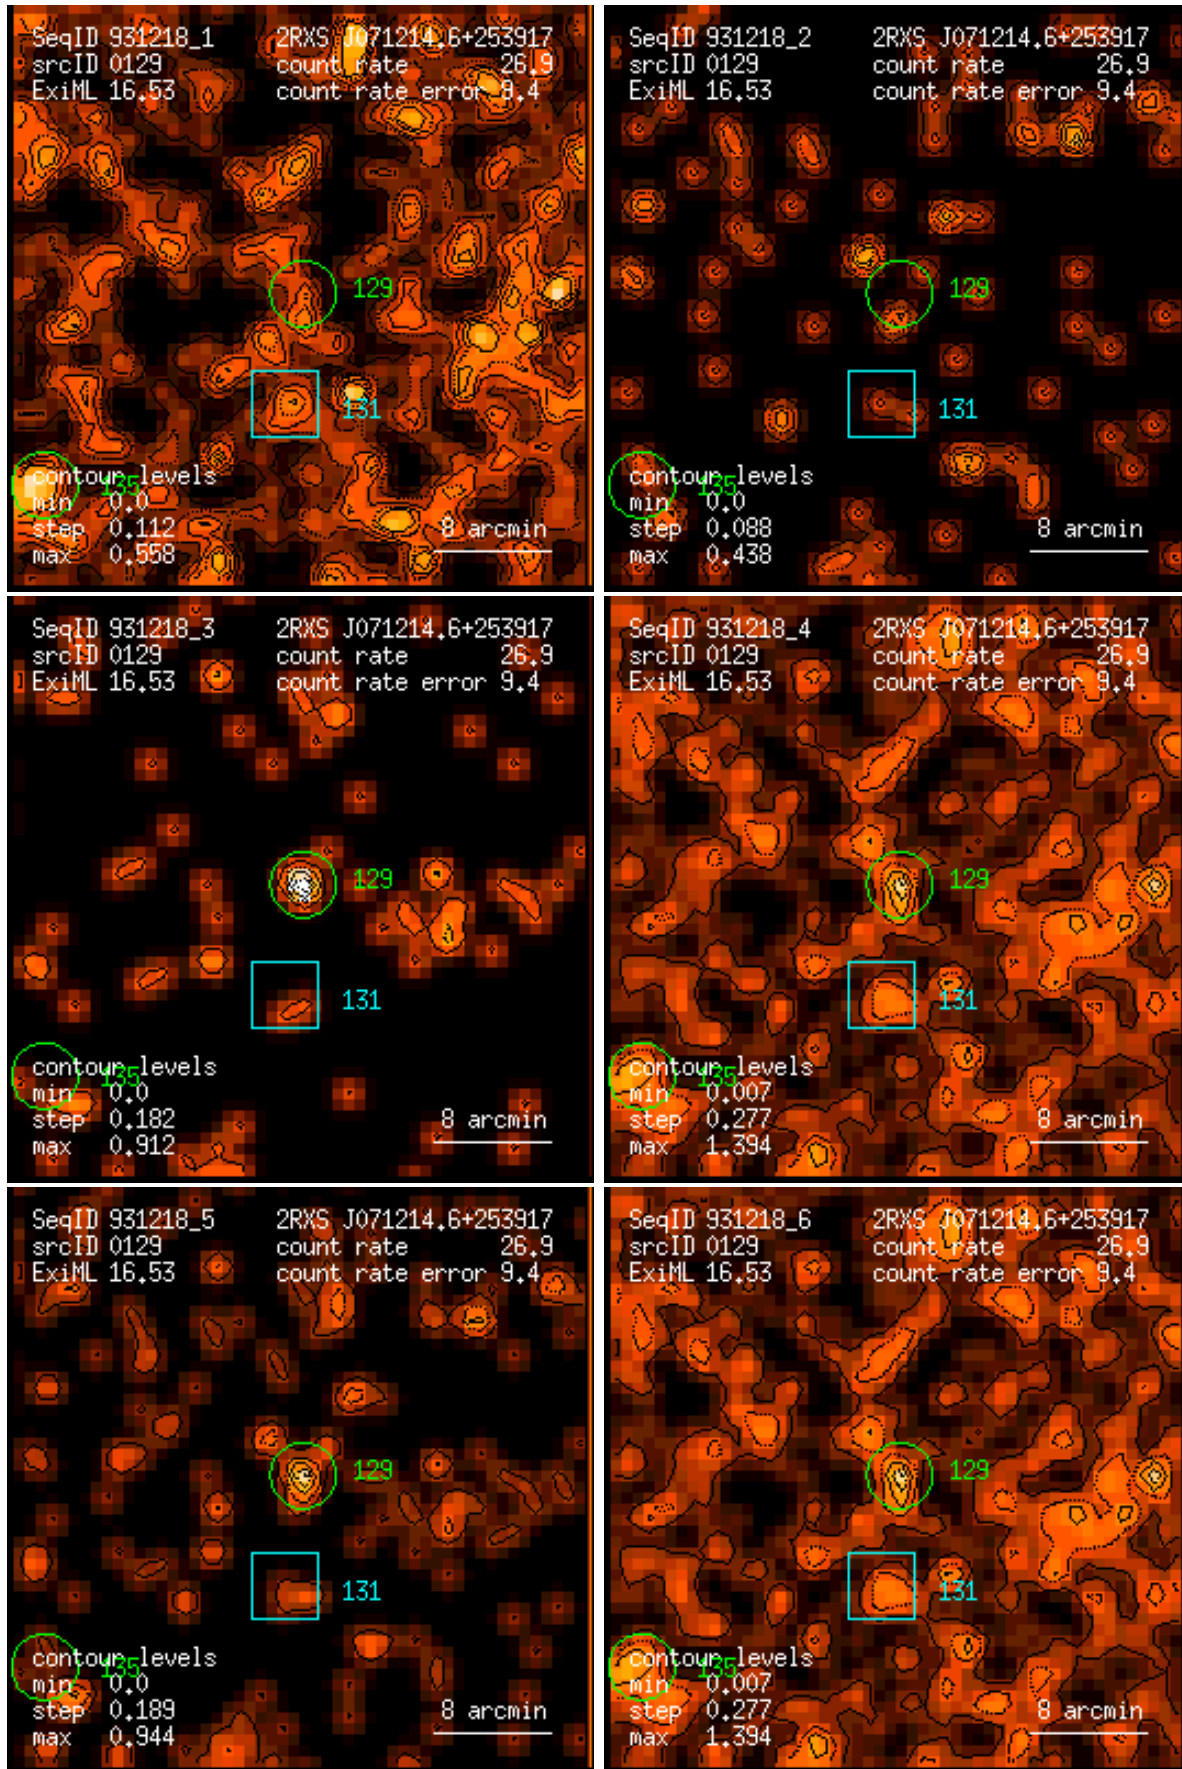 SeqID 931218_1 2RXS J071214.6+253917
srcID 0129 count rate 26.9
ExiML 16.53 count rate error 9.4
129
131
contour levels
135
min 0.0
step 0.112 8 arcmin
max 0.558
SeqID 931218_2 2RXS J071214.6+253917
srcID 0129 count rate 26.9
ExiML 16.53 count rate error 9.4
129
131
contour levels
135
min 0.0
step 0.088 8 arcmin
max 0.438
SeqID 931218_3 2RXS J071214.6+253917
srcID 0129 count rate 26.9
ExiML 16.53 count rate error 9.4
129
131
contour levels
135
min 0.0
step 0.182 8 arcmin
max 0.912
SeqID 931218_4 2RXS J071214.6+253917
srcID 0129 count rate 26.9
ExiML 16.53 count rate error 9.4
129
131
contour levels
135
min 0.007
step 0.277 8 arcmin
max 1.394
SeqID 931218_5 2RXS J071214.6+253917
srcID 0129 count rate 26.9
ExiML 16.53 count rate error 9.4
129
131
contour levels
135
min 0.0
step 0.189 8 arcmin
max 0.944
SeqID 931218_6 2RXS J071214.6+253917
srcID 0129 count rate 26.9
ExiML 16.53 count rate error 9.4
129
131
contour levels
135
min 0.007
step 0.277 8 arcmin
max 1.394